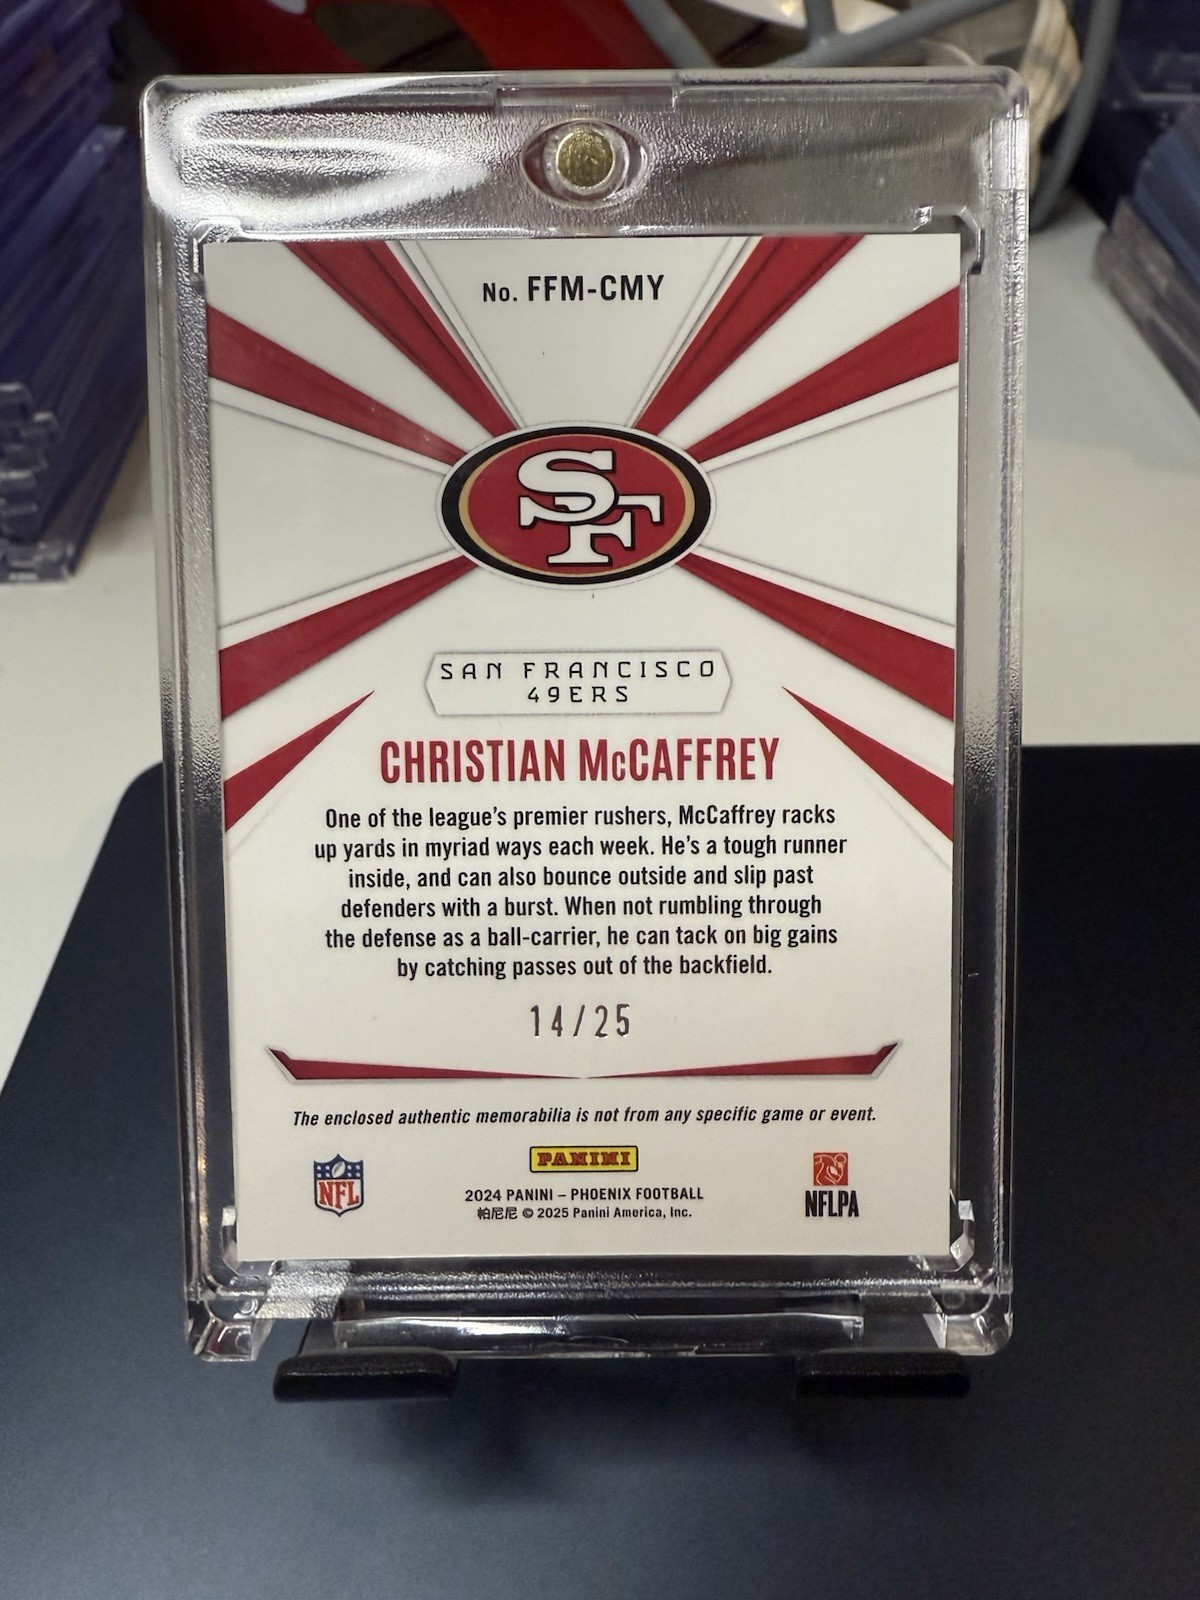 No. FFM-CMY
SF
SAN FRANCISCO
49ERS
CHRISTIAN McCAFFREY
One of the league's premier rushers, McCaffrey racks
up yards in myriad ways each week. He's a tough runner
inside, and can also bounce outside and slip past
defenders with a burst. When not rumbling through
the defense as a ball-carrier, he can tack on big gains
by catching passes out of the backfield.
14/25
The enclosed authentic memorabilia is not from any specific game or event.
NFL
PANINI
2024 PANINI – PHOENIX FOOTBALL
帕尼尼 © 2025 Panini America, Inc.
NFLPA